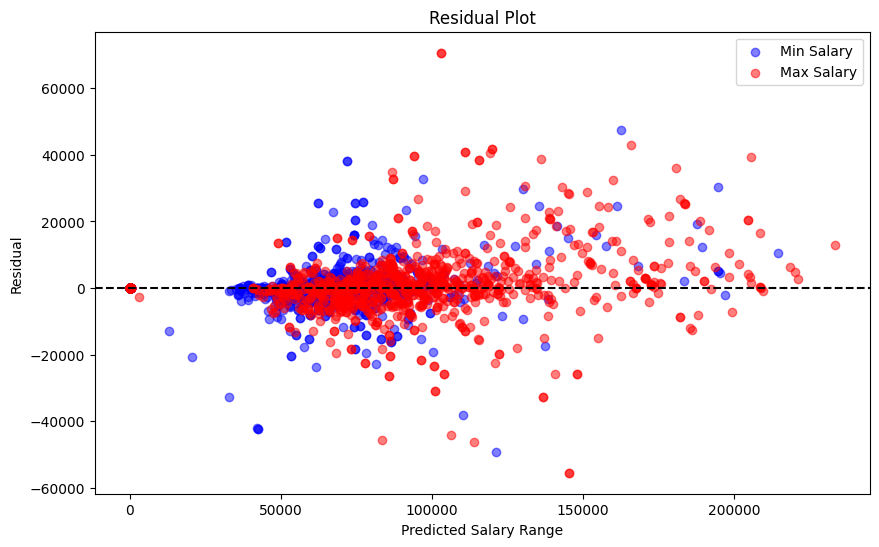 Residual Plot
Min Salary
Max Salary
60000
40000
20000
0
−20000
−40000
−60000
Residual
0
50000
100000
150000
200000
Predicted Salary Range